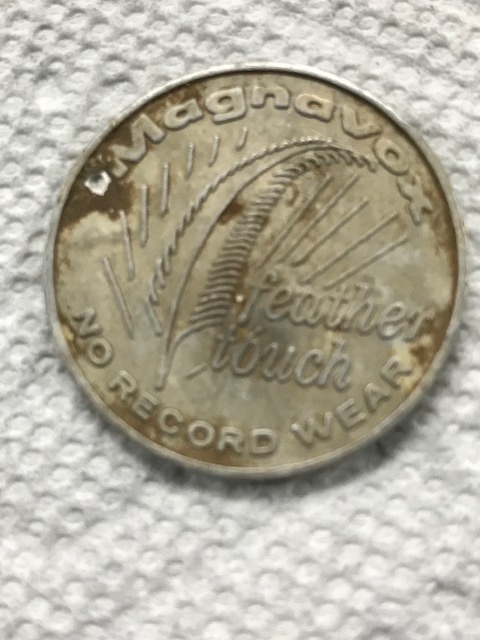 Magnavox
feather
touch
NO RECORD WEAR